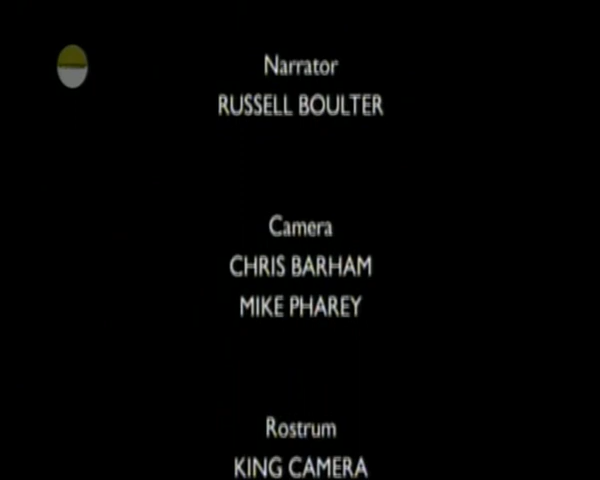 Narrator
RUSSELL BOULTER
Camera
CHRIS BARHAM
MIKE PHAREY
Rostrum
KING CAMERA